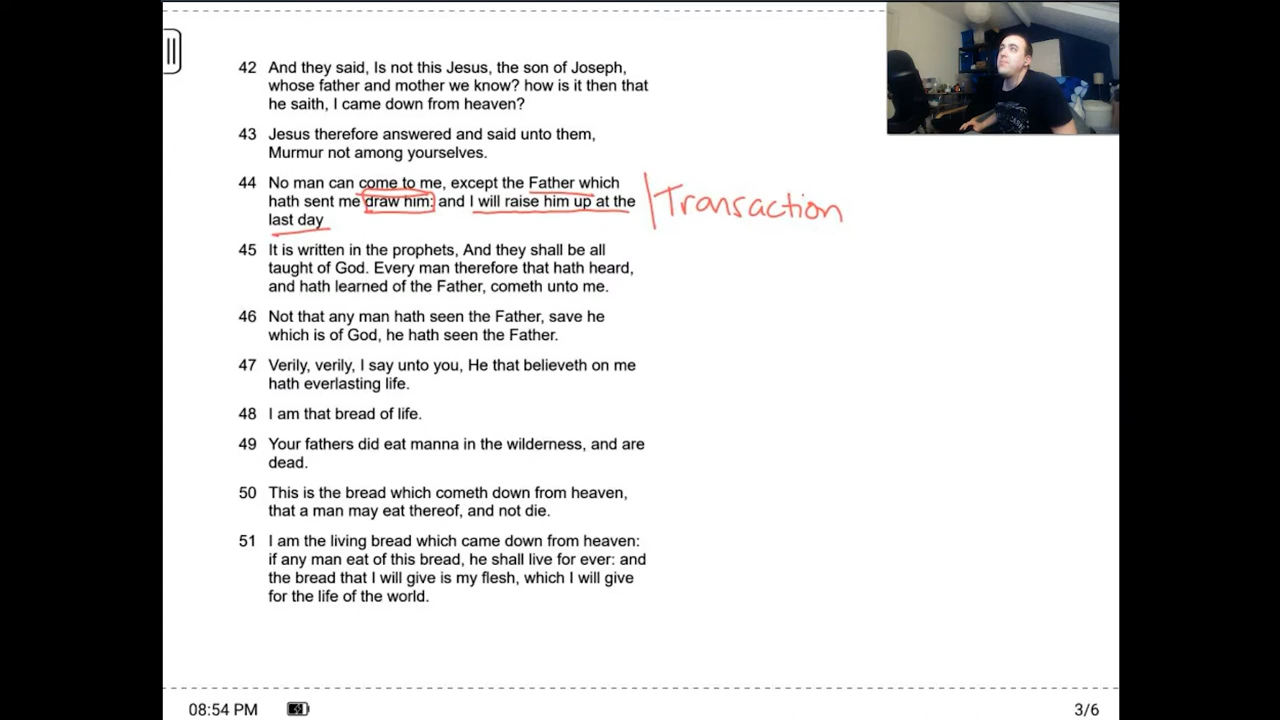 42 And they said, Is not this Jesus, the son of Joseph,
whose father and mother we know? how is it then that
he saith, I came down from heaven?
43 Jesus therefore answered and said unto them,
Murmur not among yourselves.
44 No man can come to me, except the Father which
hath sent me draw him: and I will raise him up at the
last day
Transaction
45 It is written in the prophets, And they shall be all
taught of God. Every man therefore that hath heard,
and hath learned of the Father, cometh unto me.
46 Not that any man hath seen the Father, save he
which is of God, he hath seen the Father.
47 Verily, verily, I say unto you, He that believeth on me
hath everlasting life.
48 I am that bread of life.
49 Your fathers did eat manna in the wilderness, and are
dead.
50 This is the bread which cometh down from heaven,
that a man may eat thereof, and not die.
51 I am the living bread which came down from heaven:
if any man eat of this bread, he shall live for ever: and
the bread that I will give is my flesh, which I will give
for the life of the world.
08:54 PM
3/6